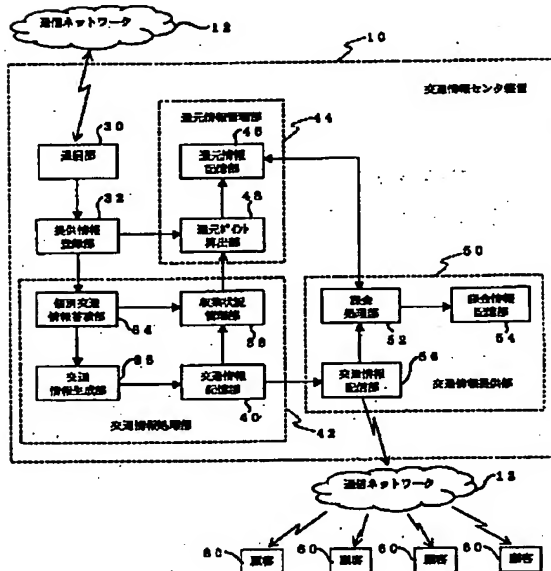 通信ネットワーク
12
10
交通情報センタ装置
還元情報管理部
44
30
通信部
46
還元情報
記憶部
32
提供情報
登録部
48
還元ポイント
算出部
50
個別交通
情報蓄積部
34
収集状況
管理部
38
課金
処理部
52
課金情報
記憶部
54
交通
情報生成部
36
交通情報
記憶部
40
交通情報
配信部
56
交通情報処理部
42
交通情報提供部
通信ネットワーク
12
60
顧客
60
顧客
60
顧客
60
顧客